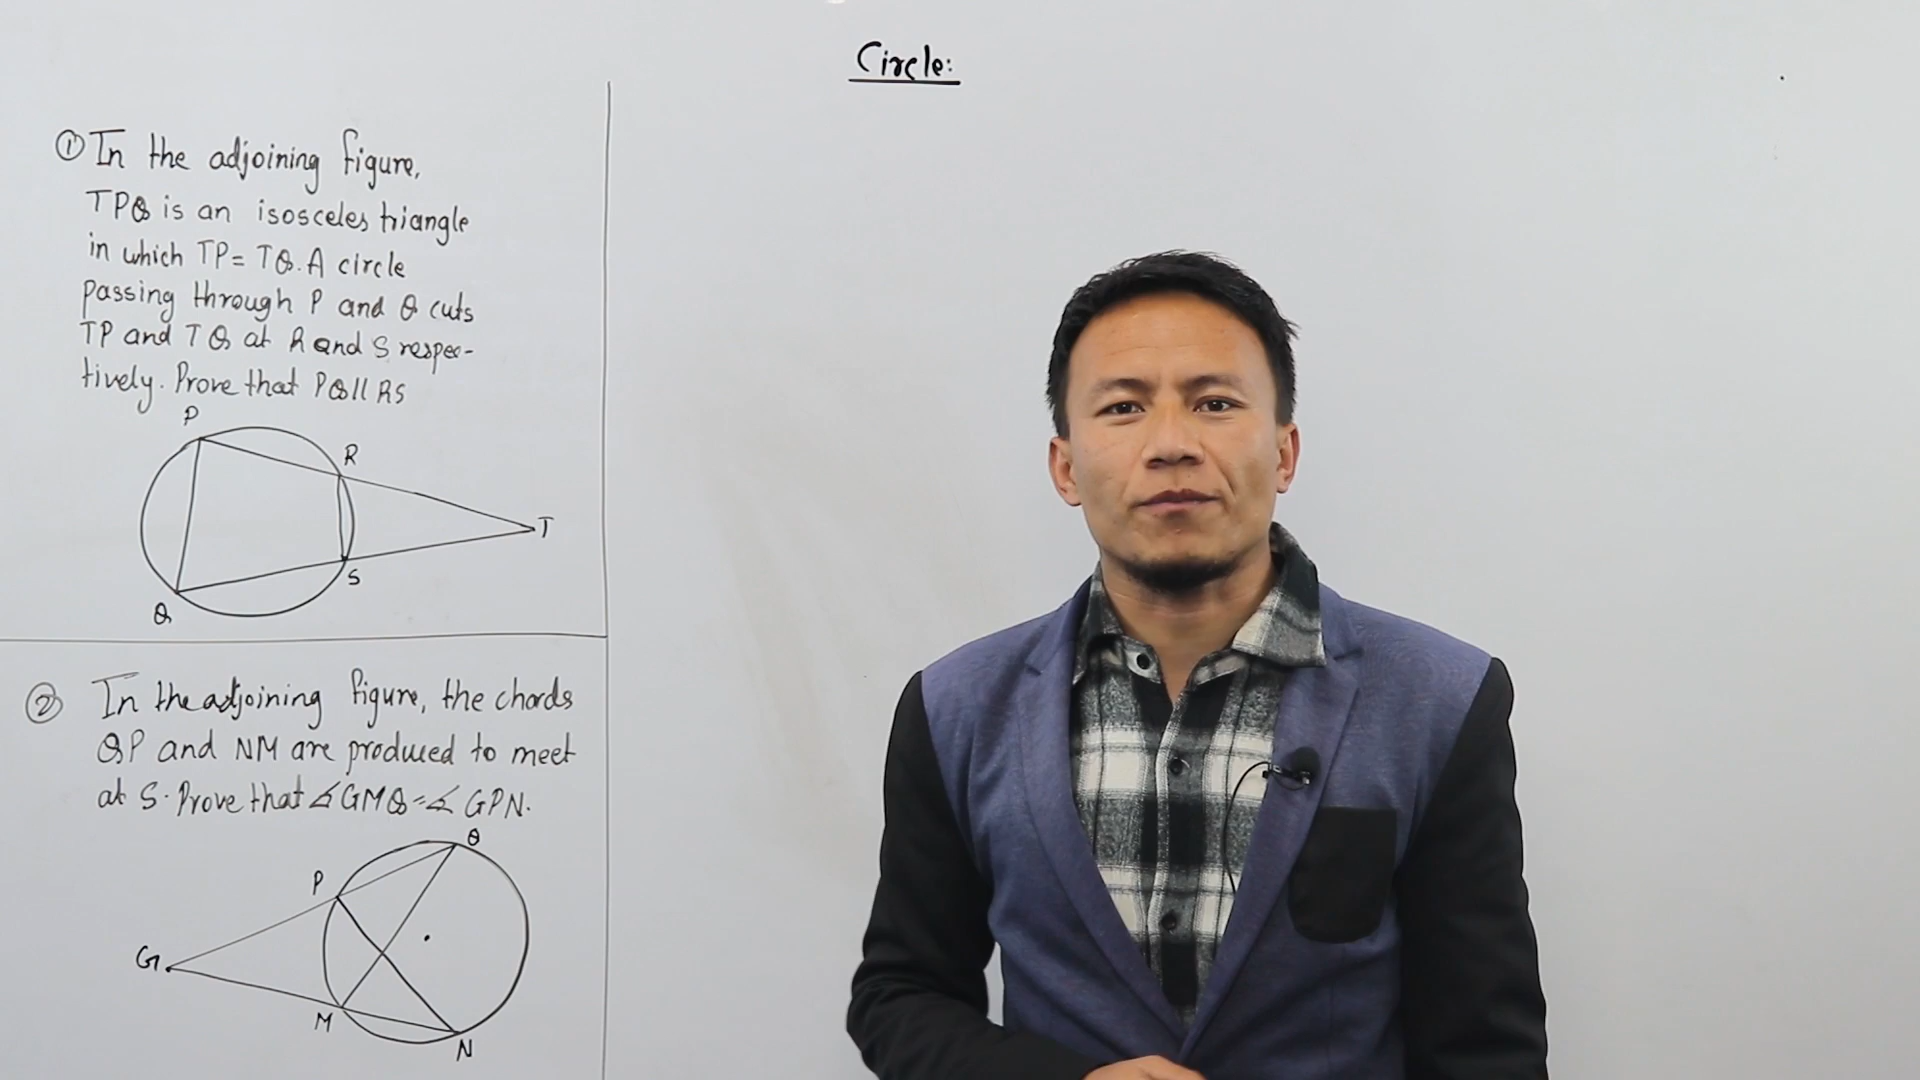 Circle:
① In the adjoining figure,
TPQ is an isosceles triangle
in which TP = TQ. A circle
passing through P and Q cuts
TP and TQ at R and S respec-
tively. Prove that PQ || RS
P
R
T
S
Q
② In the adjoining figure, the chords
QP and NM are produced to meet
at S. Prove that ∡GMQ = ∡GPN.
Q
P
G
M
N